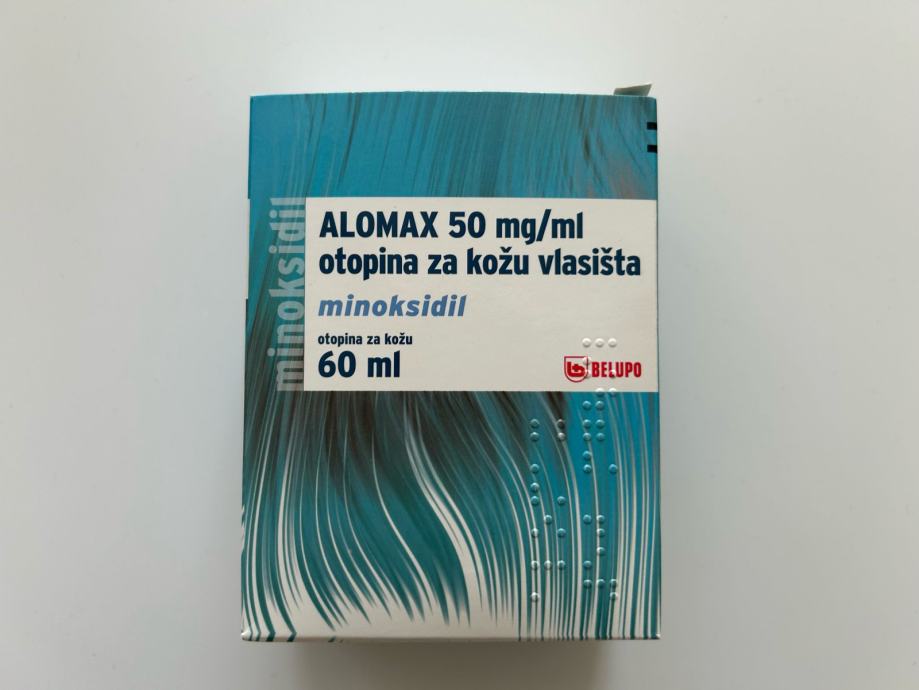 minoksidil
ALOMAX 50 mg/ml
otopina za kožu vlasišta
minoksidil
otopina za kožu
60 ml
BELUPO